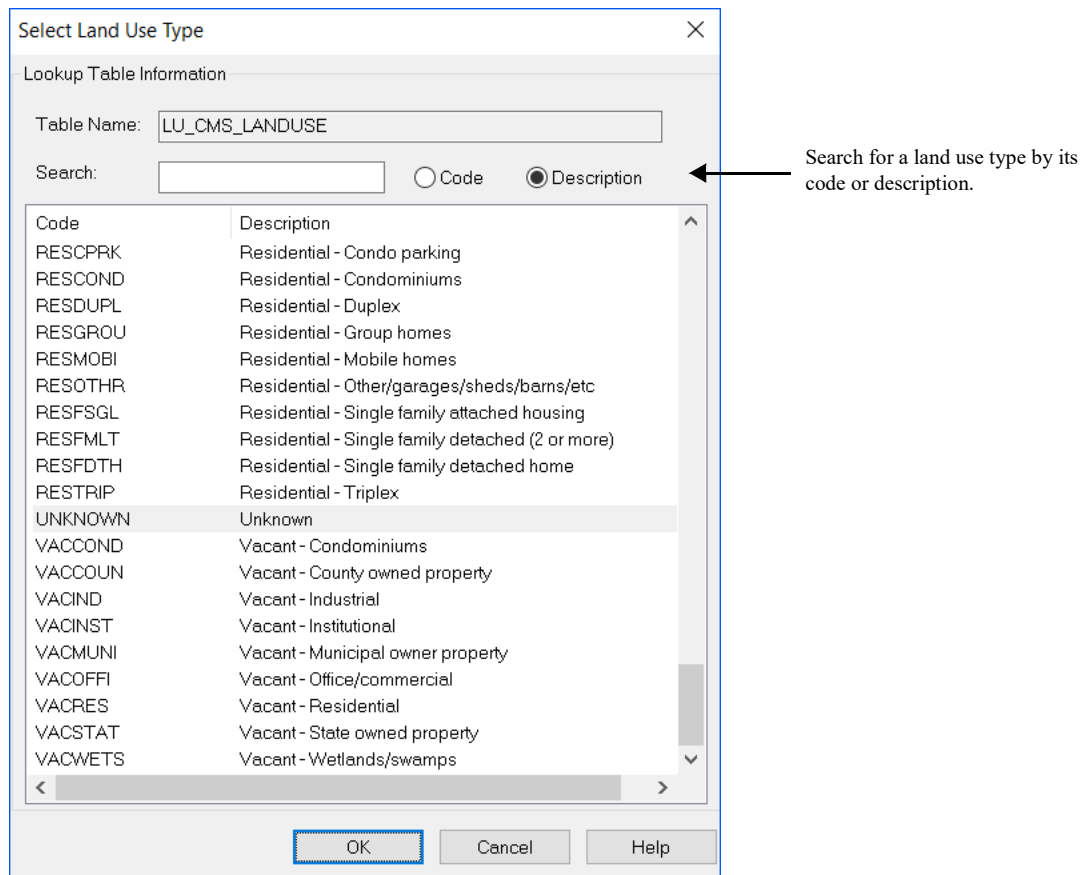 Select Land Use Type
Lookup Table Information
Table Name: LU_CMS_LANDUSE
Search: Code Description
Search for a land use type by its
code or description.
Code Description
RESCPRK Residential - Condo parking
RESCOND Residential - Condominiums
RESDUPL Residential - Duplex
RESGROU Residential - Group homes
RESMOBI Residential - Mobile homes
RESOTHR Residential - Other/garages/sheds/barns/etc
RESFSGL Residential - Single family attached housing
RESFMLT Residential - Single family detached (2 or more)
RESFDTH Residential - Single family detached home
RESTRIP Residential - Triplex
UNKNOWN Unknown
VACCOND Vacant - Condominiums
VACCOUN Vacant - County owned property
VACIND Vacant - Industrial
VACINST Vacant - Institutional
VACMUNI Vacant - Municipal owner property
VACOFFI Vacant - Office/commercial
VACRES Vacant - Residential
VACSTAT Vacant - State owned property
VACWETS Vacant - Wetlands/swamps
OK Cancel Help